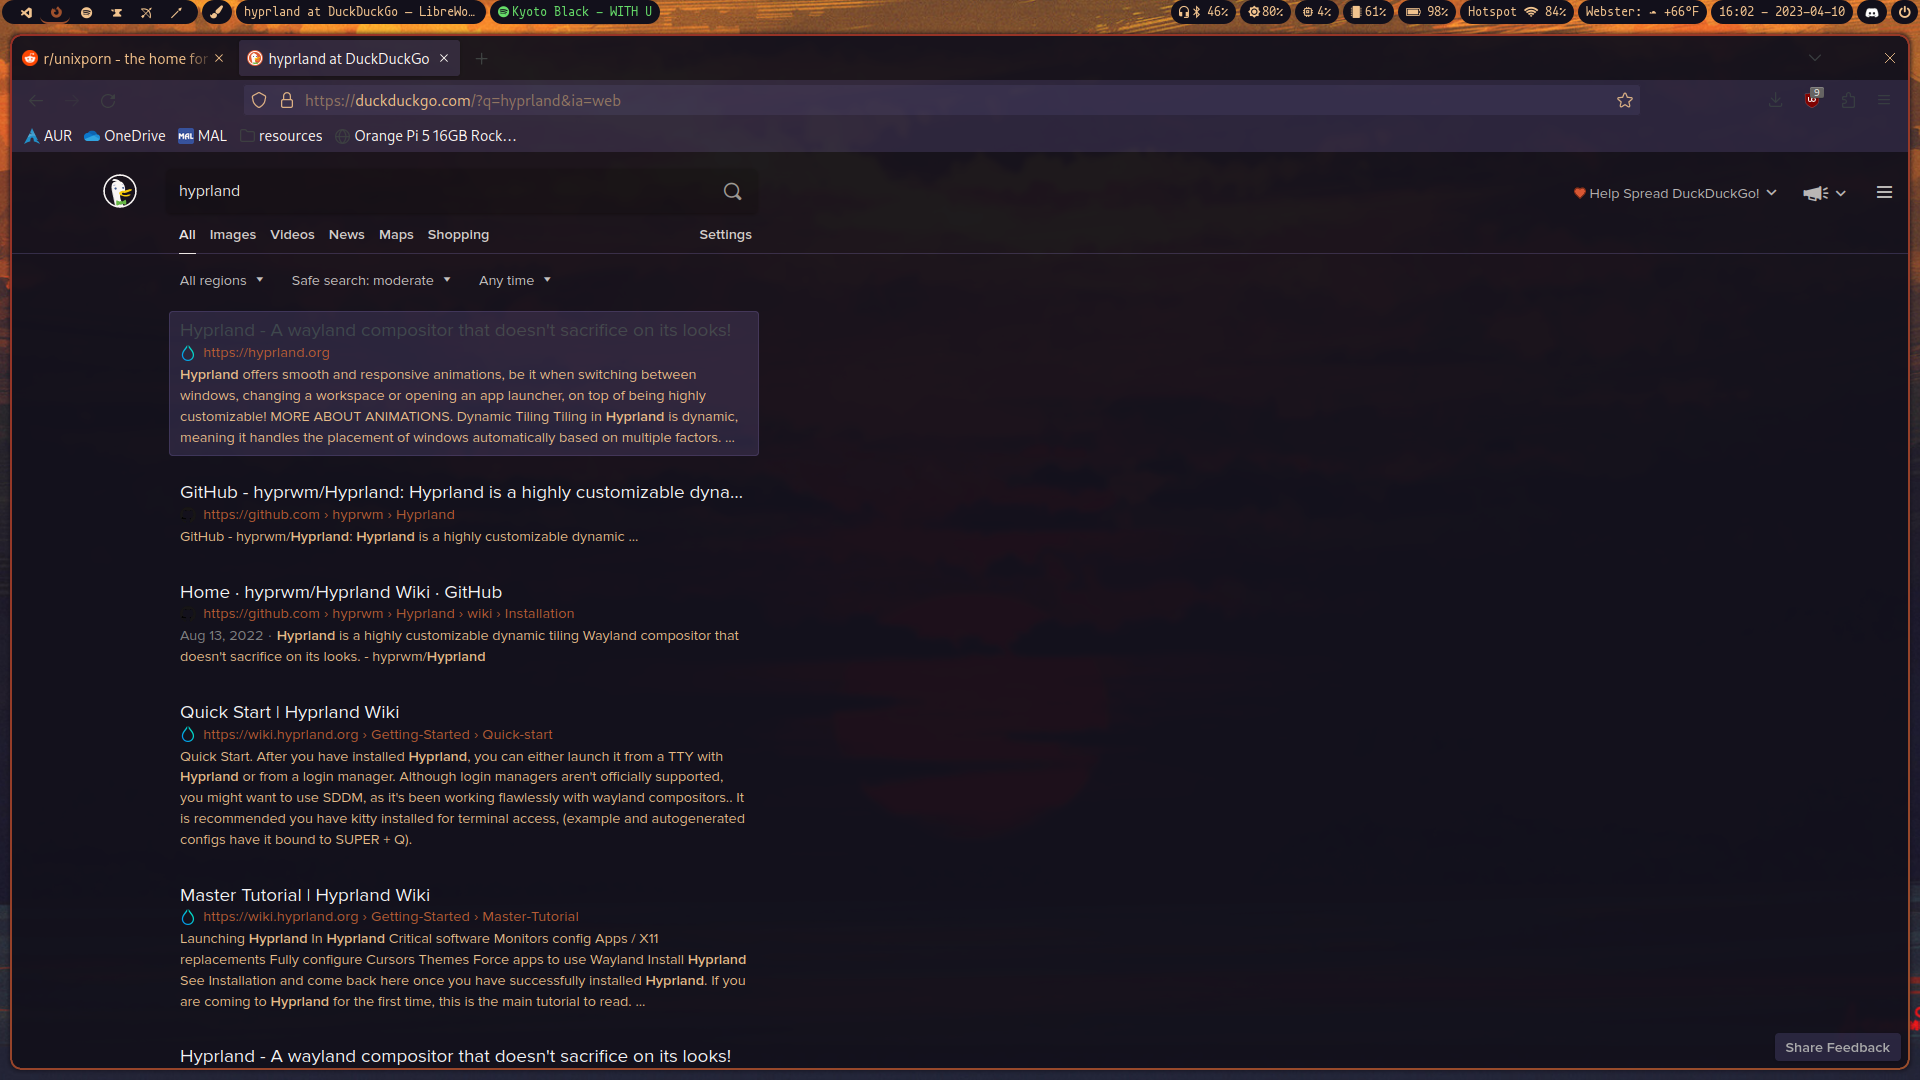 hyprland at DuckDuckGo — LibreWo…
Kyoto Black – WITH U
46%
80%
4%
61%
98%
Hotspot 84%
Webster: +66°F
16:02 – 2023-04-10
r/unixporn - the home for
hyprland at DuckDuckGo
https://duckduckgo.com/?q=hyprland&ia=web
9
AUR
OneDrive
MAL MAL
resources
Orange Pi 5 16GB Rock…
hyprland
Help Spread DuckDuckGo!
All Images Videos News Maps Shopping Settings
All regions Safe search: moderate Any time
Hyprland - A wayland compositor that doesn't sacrifice on its looks!
https://hyprland.org
Hyprland offers smooth and responsive animations, be it when switching between
windows, changing a workspace or opening an app launcher, on top of being highly
customizable! MORE ABOUT ANIMATIONS. Dynamic Tiling Tiling in Hyprland is dynamic,
meaning it handles the placement of windows automatically based on multiple factors. ...
GitHub - hyprwm/Hyprland: Hyprland is a highly customizable dyna...
https://github.com › hyprwm › Hyprland
GitHub - hyprwm/Hyprland: Hyprland is a highly customizable dynamic ...
Home · hyprwm/Hyprland Wiki · GitHub
https://github.com › hyprwm › Hyprland › wiki › Installation
Aug 13, 2022 · Hyprland is a highly customizable dynamic tiling Wayland compositor that
doesn't sacrifice on its looks. - hyprwm/Hyprland
Quick Start | Hyprland Wiki
https://wiki.hyprland.org › Getting-Started › Quick-start
Quick Start. After you have installed Hyprland, you can either launch it from a TTY with
Hyprland or from a login manager. Although login managers aren't officially supported,
you might want to use SDDM, as it's been working flawlessly with wayland compositors.. It
is recommended you have kitty installed for terminal access, (example and autogenerated
configs have it bound to SUPER + Q).
Master Tutorial | Hyprland Wiki
https://wiki.hyprland.org › Getting-Started › Master-Tutorial
Launching Hyprland In Hyprland Critical software Monitors config Apps / X11
replacements Fully configure Cursors Themes Force apps to use Wayland Install Hyprland
See Installation and come back here once you have successfully installed Hyprland. If you
are coming to Hyprland for the first time, this is the main tutorial to read. ...
Hyprland - A wayland compositor that doesn't sacrifice on its looks!
Share Feedback